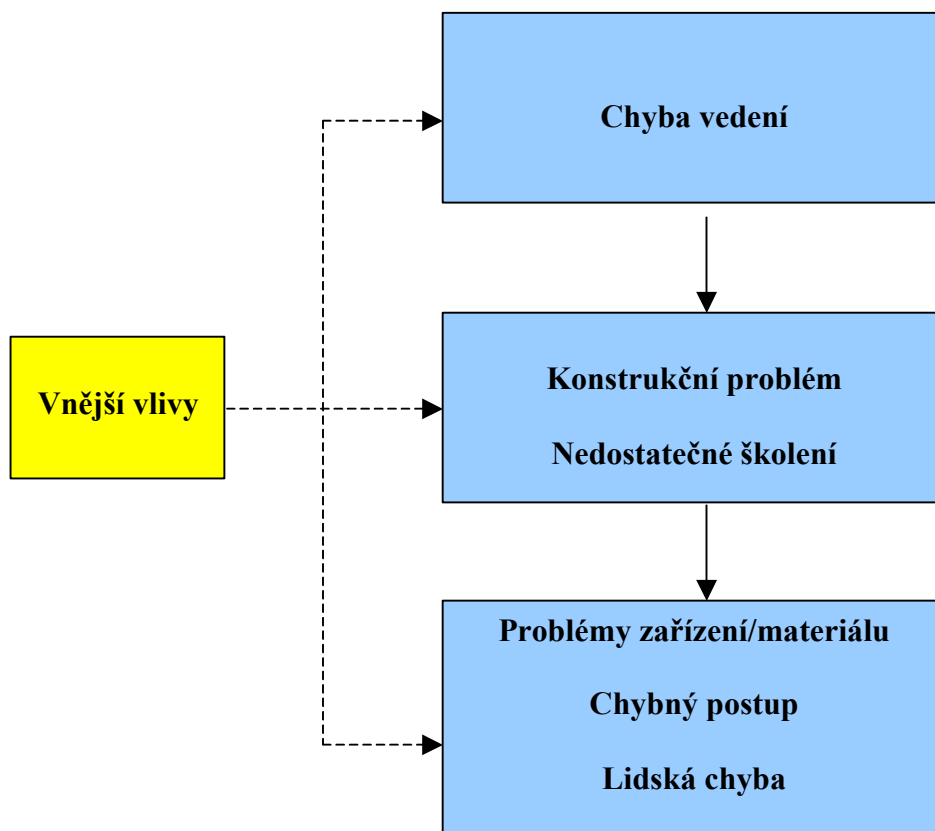 Chyba vedení
Vnější vlivy
Konstrukční problém
Nedostatečné školení
Problémy zařízení/materiálu
Chybný postup
Lidská chyba